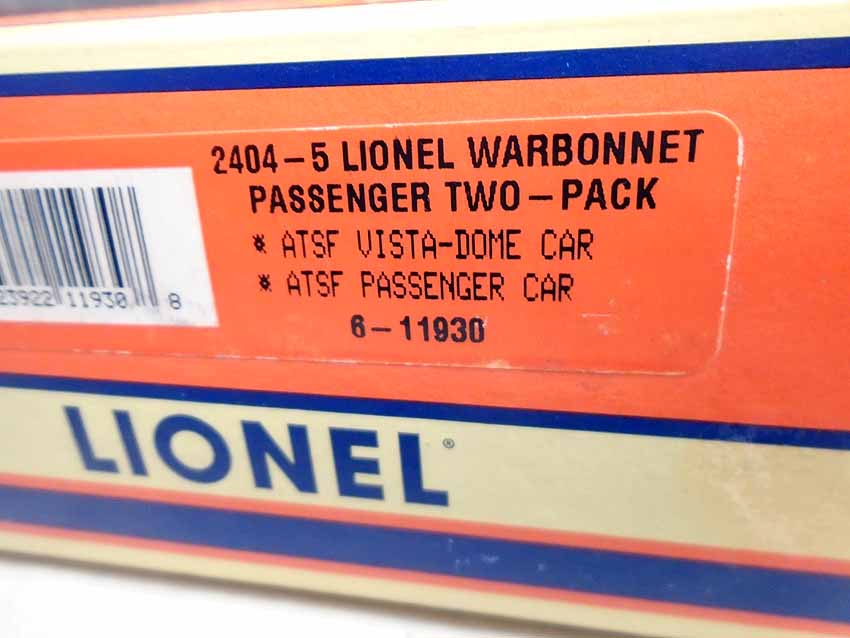 2404-5 LIONEL WARBONNET
PASSENGER TWO-PACK
* ATSF VISTA-DOME CAR
* ATSF PASSENGER CAR
6-11930
23922 11930 8
LIONEL®